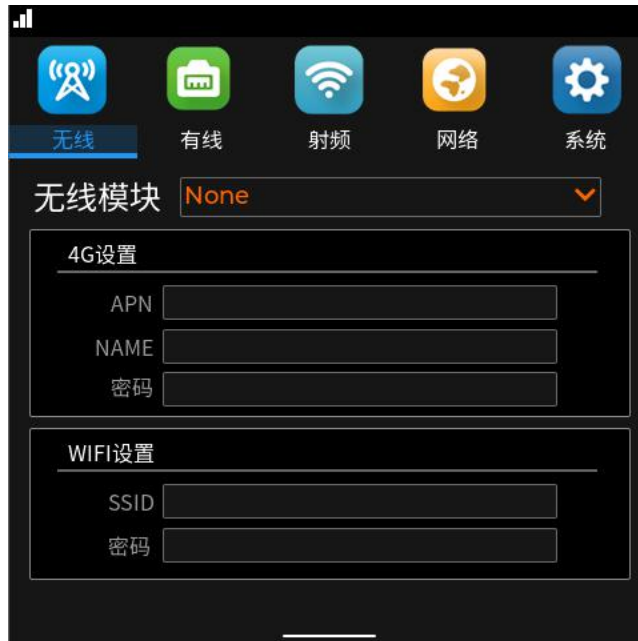 无线 有线 射频 网络 系统
无线模块 None
4G设置
APN
NAME
密码
WIFI设置
SSID
密码